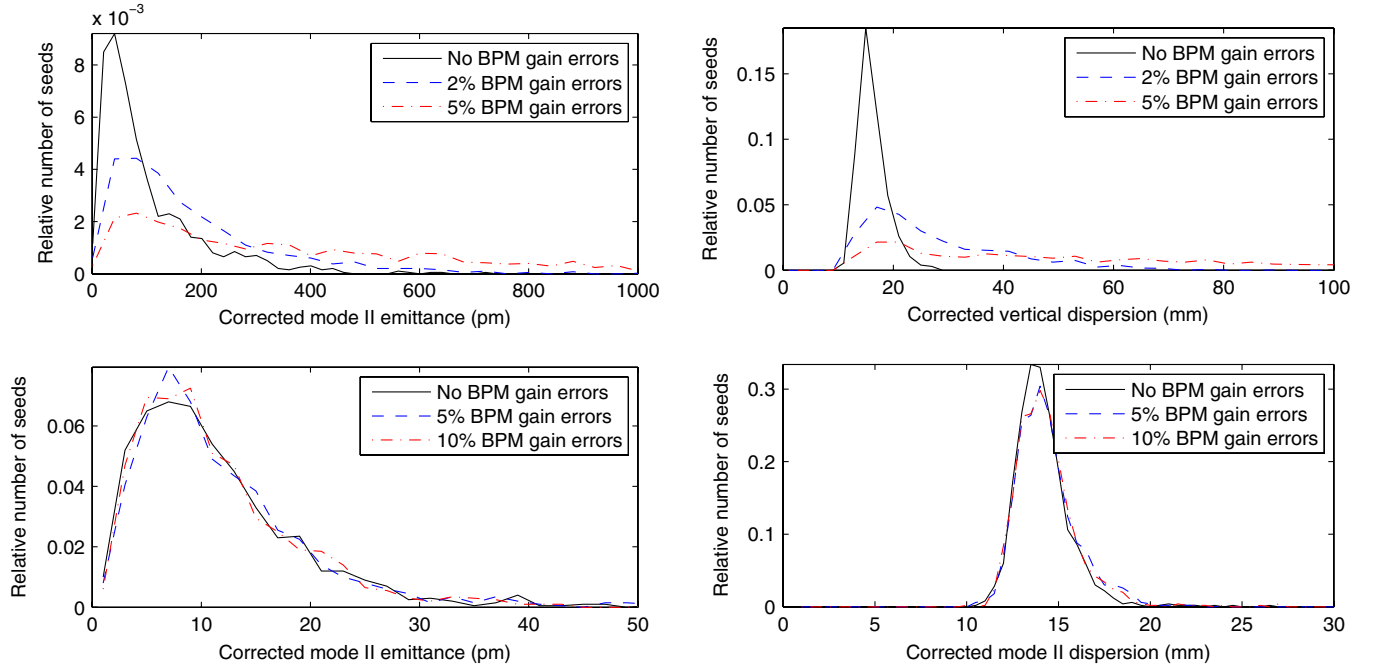 x 10⁻³
Relative number of seeds
8
6
4
2
0
No BPM gain errors
2% BPM gain errors
5% BPM gain errors
0 200 400 600 800 1000
Corrected mode II emittance (pm)
Relative number of seeds
0.15
0.1
0.05
0
No BPM gain errors
2% BPM gain errors
5% BPM gain errors
0 20 40 60 80 100
Corrected vertical dispersion (mm)
Relative number of seeds
0.06
0.04
0.02
0
No BPM gain errors
5% BPM gain errors
10% BPM gain errors
0 10 20 30 40 50
Corrected mode II emittance (pm)
Relative number of seeds
0.3
0.2
0.1
0
No BPM gain errors
5% BPM gain errors
10% BPM gain errors
0 5 10 15 20 25 30
Corrected mode II dispersion (mm)